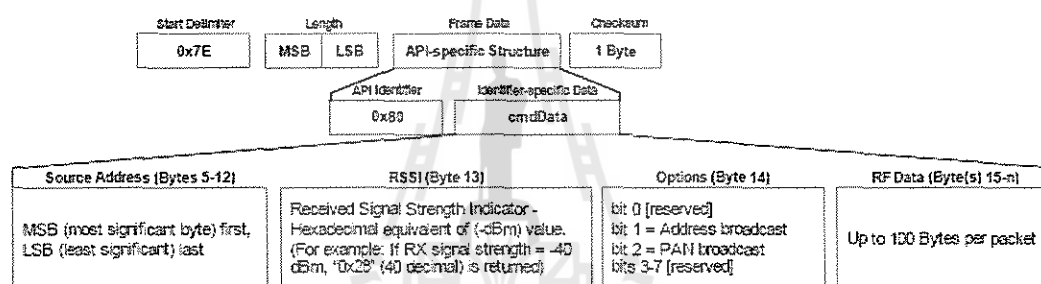 Start Delimiter
Length
Frame Data
Checksum
0x7E
MSB
LSB
API-specific Structure
1 Byte
API Identifier
Identifier-specific Data
0x80
cmdData
Source Address (Bytes 5-12)
MSB (most significant byte) first,
LSB (least significant) last
RSSI (Byte 13)
Received Signal Strength Indicator -
Hexadecimal equivalent of (-dBm) value.
(For example: If RX signal strength = -40
dBm, "0x28" (40 decimal) is returned)
Options (Byte 14)
bit 0 [reserved]
bit 1 = Address broadcast
bit 2 = PAN broadcast
bits 3-7 [reserved]
RF Data (Byte(s) 15-n)
Up to 100 Bytes per packet